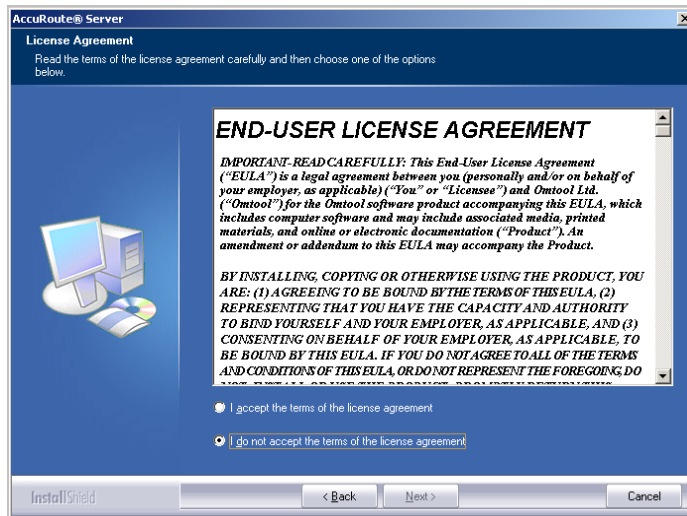 AccuRoute® Server
License Agreement
Read the terms of the license agreement carefully and then choose one of the options
below.
END-USER LICENSE AGREEMENT
IMPORTANT-READ CAREFULLY: This End-User License Agreement
("EULA") is a legal agreement between you (personally and/or on behalf of
your employer, as applicable) ("You" or "Licensee") and Omtool Ltd.
("Omtool") for the Omtool software product accompanying this EULA, which
includes computer software and may include associated media, printed
materials, and online or electronic documentation ("Product"). An
amendment or addendum to this EULA may accompany the Product.
BY INSTALLING, COPYING OR OTHERWISE USING THE PRODUCT, YOU
ARE: (1) AGREEING TO BE BOUND BY THE TERMS OF THIS EULA, (2)
REPRESENTING THAT YOU HAVE THE CAPACITY AND AUTHORITY
TO BIND YOURSELF AND YOUR EMPLOYER, AS APPLICABLE, AND (3)
CONSENTING ON BEHALF OF YOUR EMPLOYER, AS APPLICABLE, TO
BE BOUND BY THIS EULA. IF YOU DO NOT AGREE TO ALL OF THE TERMS
AND CONDITIONS OF THIS EULA, OR DO NOT REPRESENT THE FOREGOING, DO
NOT INSTALL OR USE THE PRODUCT, PROMPTLY RETURN THIS
I accept the terms of the license agreement
I do not accept the terms of the license agreement
InstallShield
< Back
Next >
Cancel